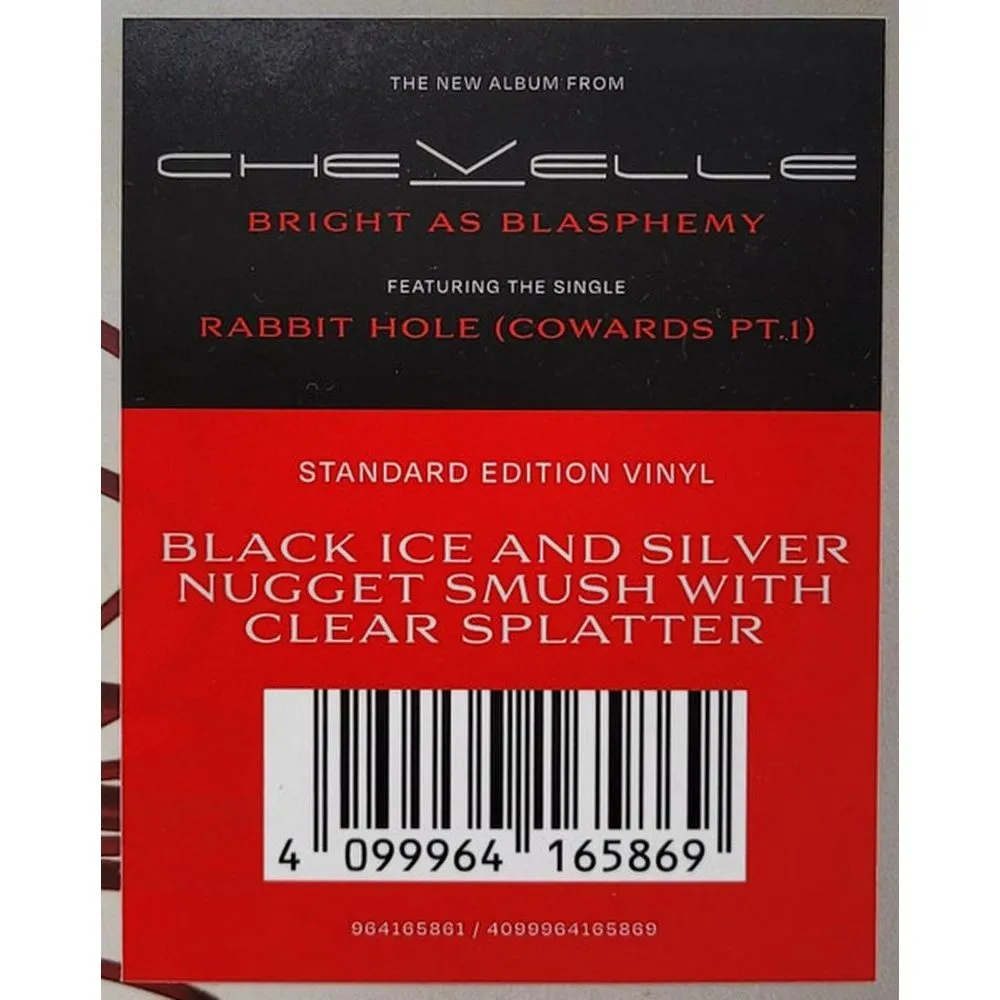 THE NEW ALBUM FROM
CHEVELLE
BRIGHT AS BLASPHEMY
FEATURING THE SINGLE
RABBIT HOLE (COWARDS PT.1)
STANDARD EDITION VINYL
BLACK ICE AND SILVER
NUGGET SMUSH WITH
CLEAR SPLATTER
4 099964 165869
964165861 / 4099964165869